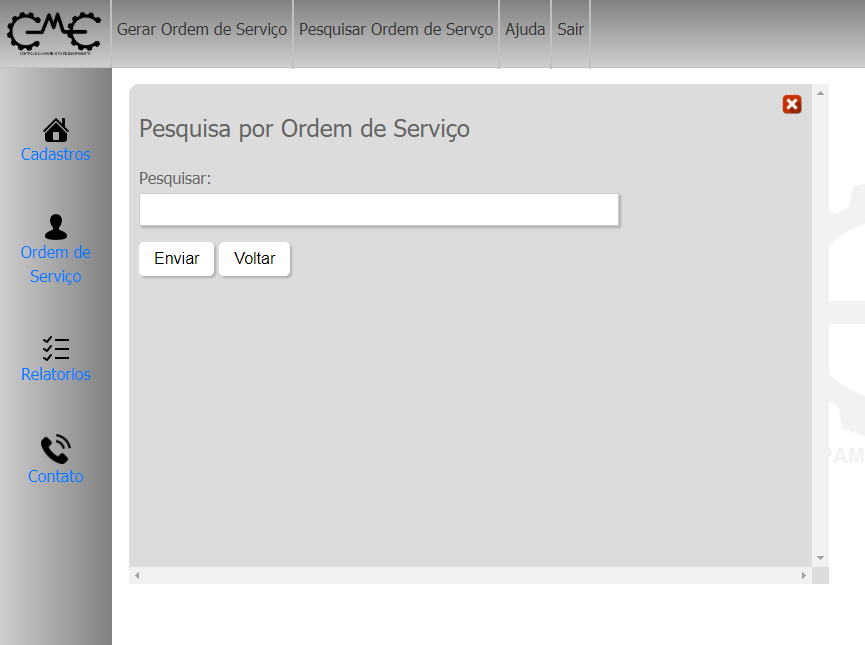 CME
Gerar Ordem de Serviço
Pesquisar Ordem de Servço
Ajuda
Sair
Cadastros
Ordem de
Serviço
Relatorios
Contato
Pesquisa por Ordem de Serviço
Pesquisar:
Enviar
Voltar
PAM